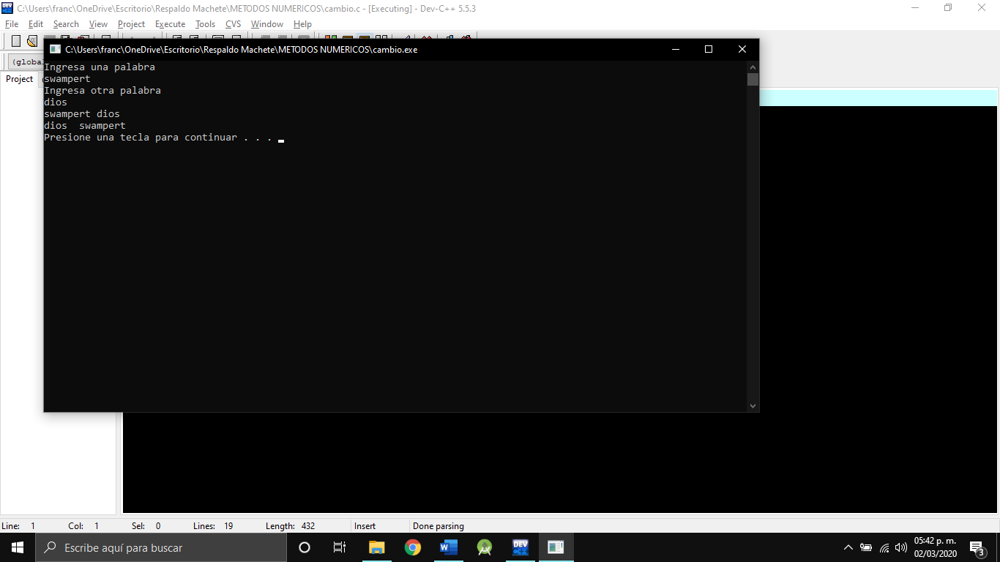 C:\Users\franc\OneDrive\Escritorio\Respaldo Machete\METODOS NUMERICOS\cambio.c - [Executing] - Dev-C++ 5.5.3
File Edit Search View Project Execute Tools CVS Window Help
C:\Users\franc\OneDrive\Escritorio\Respaldo Machete\METODOS NUMERICOS\cambio.exe
(globa
Project
Ingresa una palabra
swampert
Ingresa otra palabra
dios
swampert dios
dios  swampert
Presione una tecla para continuar . . .
Line: 1 Col: 1 Sel: 0 Lines: 19 Length: 432 Insert Done parsing
Escribe aquí para buscar
DEV C++
05:42 p. m.
02/03/2020
3